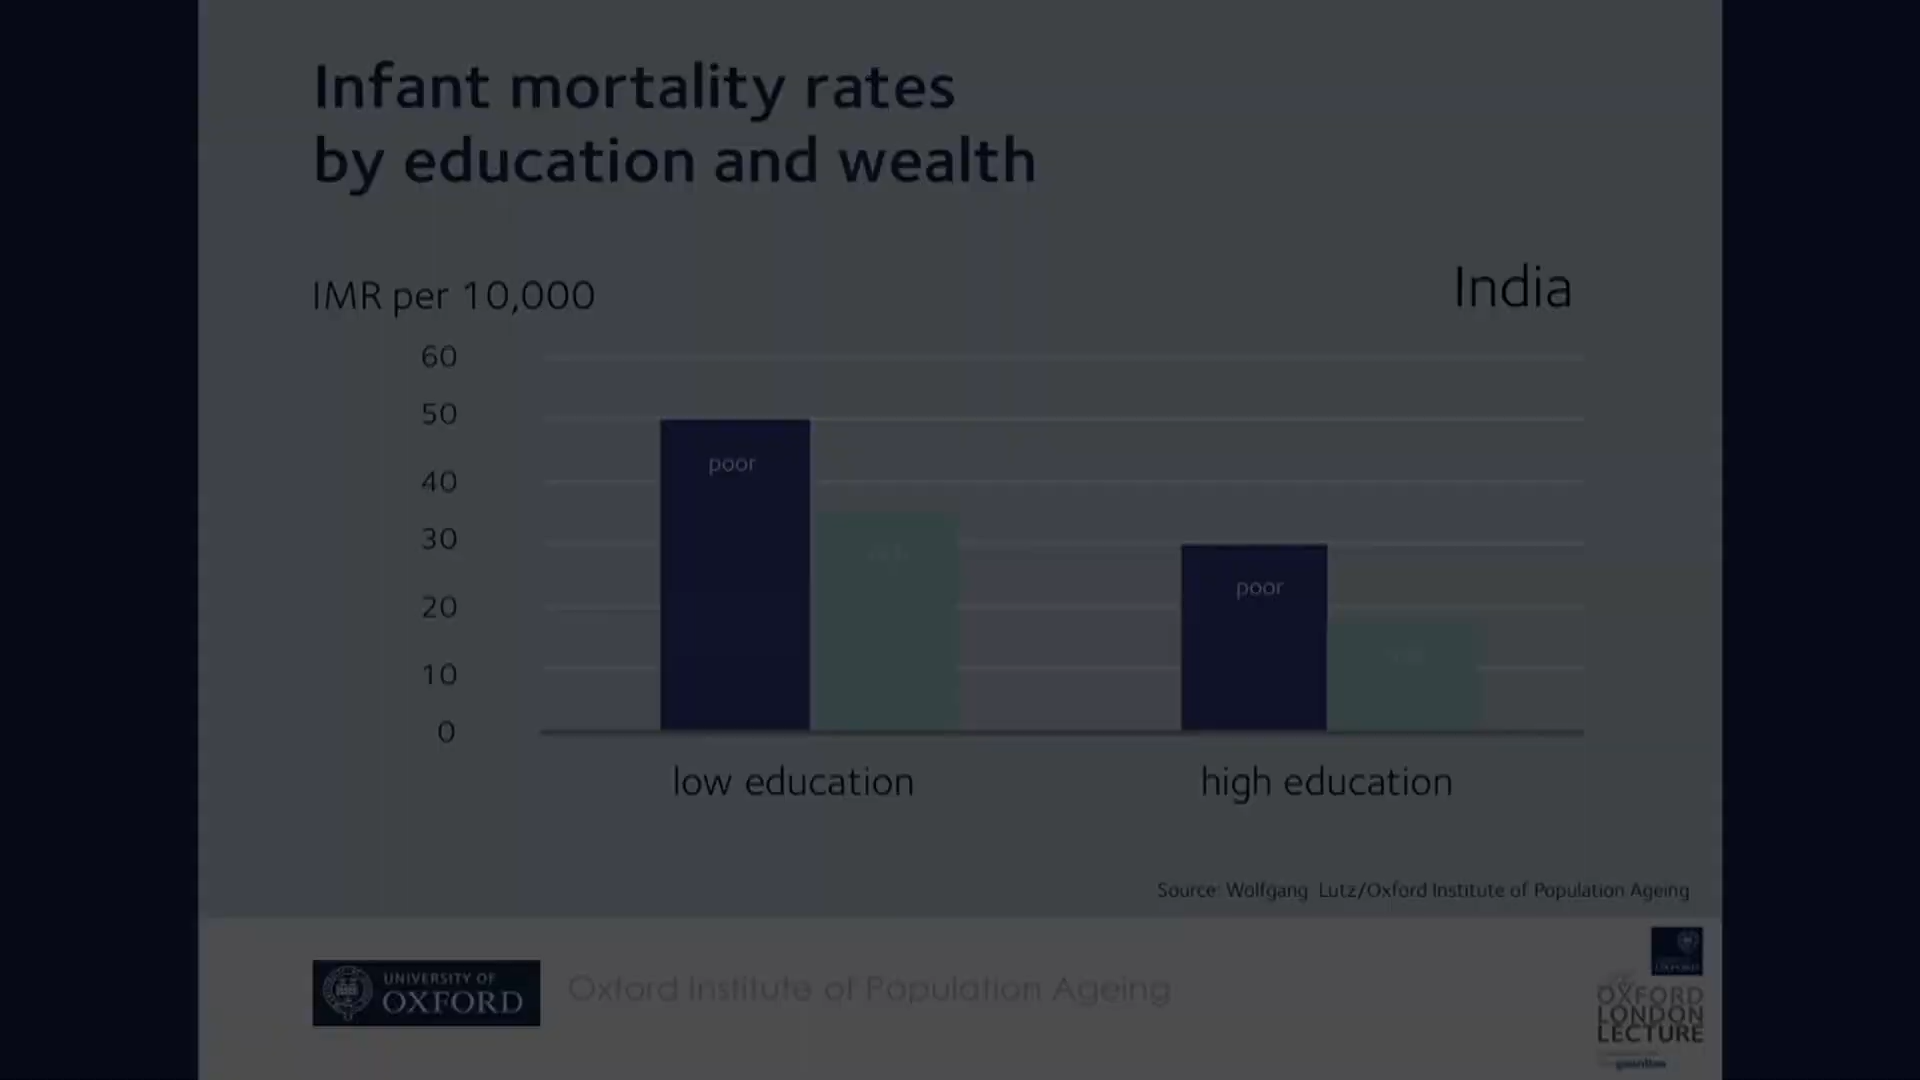 Infant mortality rates
by education and wealth
IMR per 10,000
India
60
50
40
30
20
10
0
poor
poor
low education
high education
Source: Wolfgang Lutz/Oxford Institute of Population Ageing
UNIVERSITY OF
OXFORD
Oxford Institute of Population Ageing
OXFORD
LONDON
LECTURE
guardian